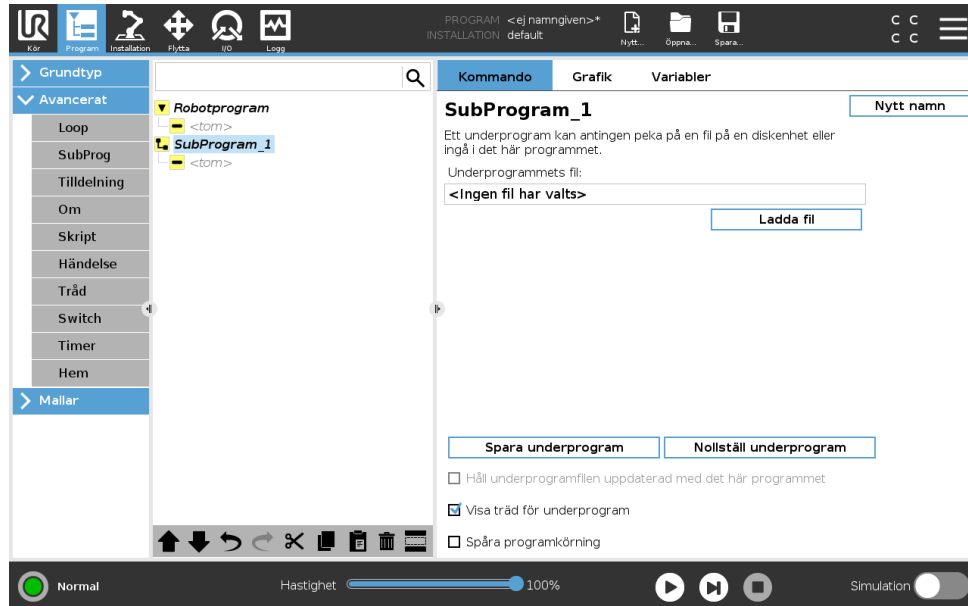 UR
PROGRAM <ej namngiven>*
INSTALLATION default
C C
C C
Kör
Program
Installation
Flytta
I/O
Logg
Nytt...
Öppna...
Spara...
Grundtyp
Avancerat
Loop
SubProg
Tilldelning
Om
Skript
Händelse
Tråd
Switch
Timer
Hem
Mallar
Robotprogram
<tom>
SubProgram_1
<tom>
Kommando
Grafik
Variabler
SubProgram_1
Nytt namn
Ett underprogram kan antingen peka på en fil på en diskenhet eller
ingå i det här programmet.
Underprogrammets fil:
<Ingen fil har valts>
Ladda fil
Spara underprogram
Nollställ underprogram
Håll underprogramfilen uppdaterad med det här programmet
Visa träd för underprogram
Spåra programkörning
Normal
Hastighet
100%
Simulation